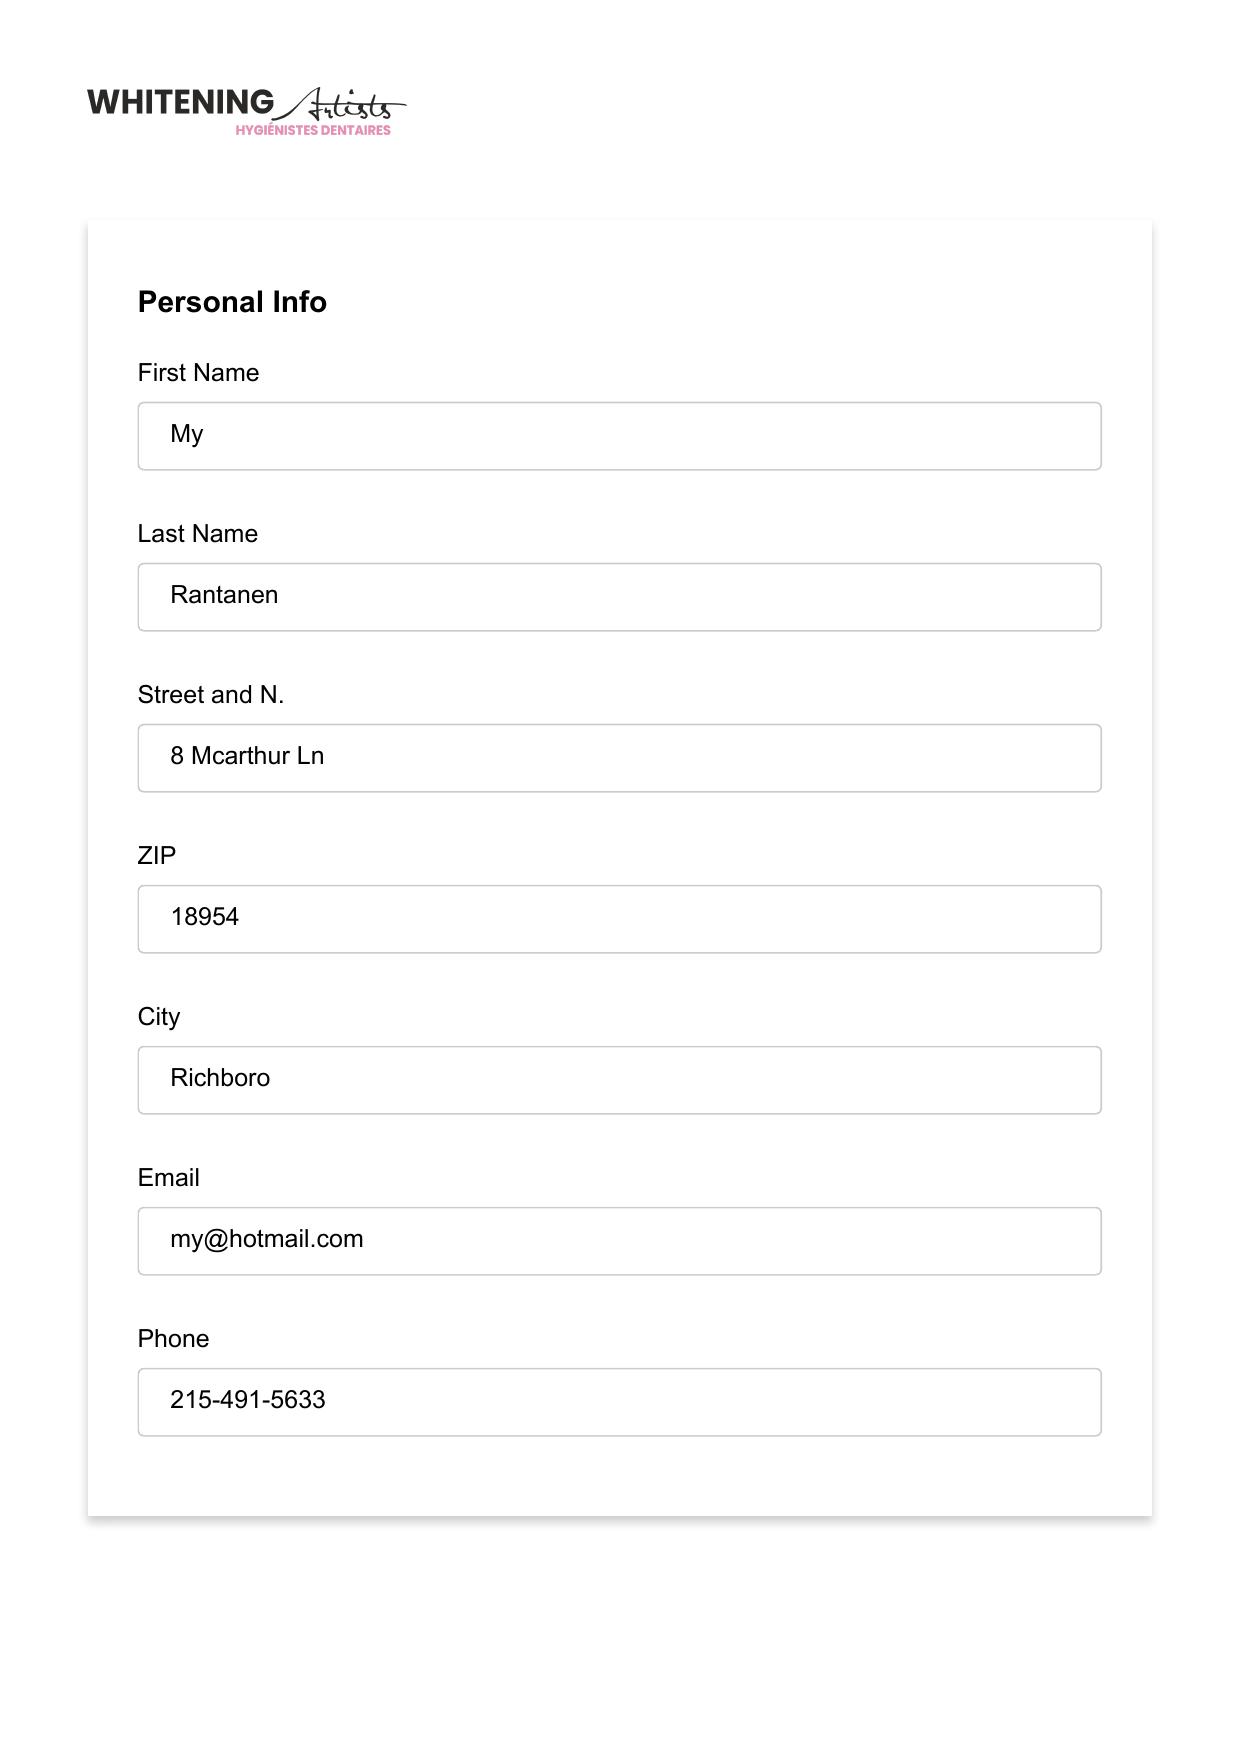 WHITENING Artists
HYGIÉNISTES DENTAIRES
Personal Info
First Name
My
Last Name
Rantanen
Street and N.
8 Mcarthur Ln
ZIP
18954
City
Richboro
Email
my@hotmail.com
Phone
215-491-5633